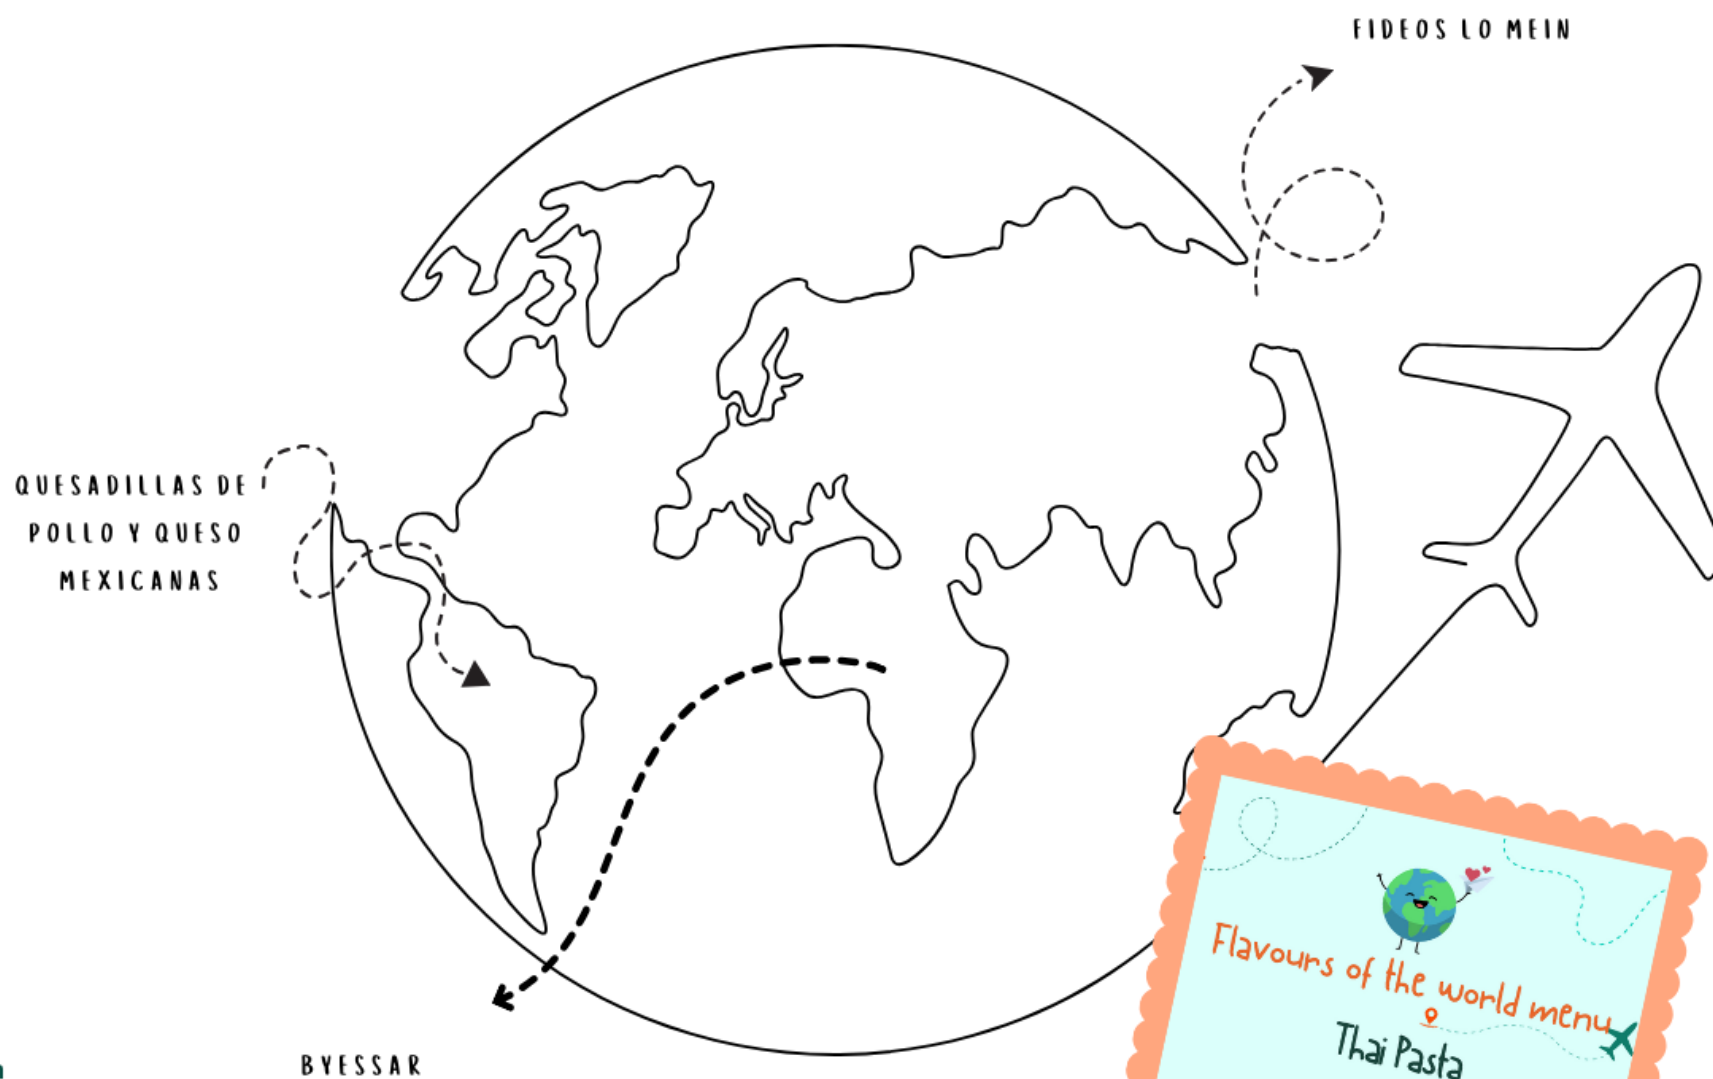 FIDEOS LO MEIN
QUESADILLAS DE
POLLO Y QUESO
MEXICANAS
BYESSAR
Flavours of the world menu
Thai Pasta